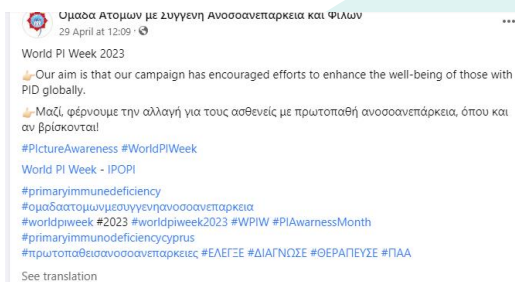 Ομάδα Ατόμων με Συγγενή Ανοσοανεπάρκεια και Φίλων
29 April at 12:09 ·
World PI Week 2023
👉Our aim is that our campaign has encouraged efforts to enhance the well-being of those with
PID globally.
👉Μαζί, φέρνουμε την αλλαγή για τους ασθενείς με πρωτοπαθή ανοσοανεπάρκεια, όπου και
αν βρίσκονται!
#PIctureAwareness #WorldPIWeek
World PI Week - IPOPI
#primaryimmunedeficiency
#ομαδαατομωνμεσυγγενηανοσοανεπαρκεια
#worldpiweek #2023 #worldpiweek2023 #WPIW #PIAwarnessMonth
#primaryimmunodeficiencycyprus
#πρωτοπαθεισανοσοανεπαρκειες #ΕΛΕΓΞΕ #ΔΙΑΓΝΩΣΕ #ΘΕΡΑΠΕΥΣΕ #ΠΑΑ
See translation